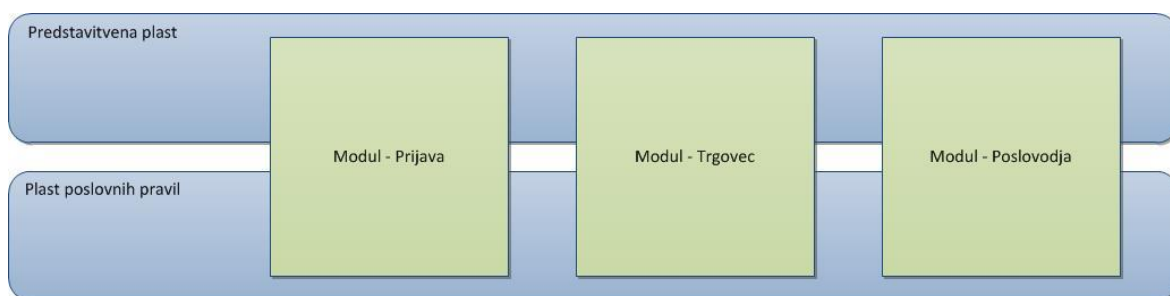 Predstavitvena plast
Modul - Prijava
Modul - Trgovec
Modul - Poslovodja
Plast poslovnih pravil